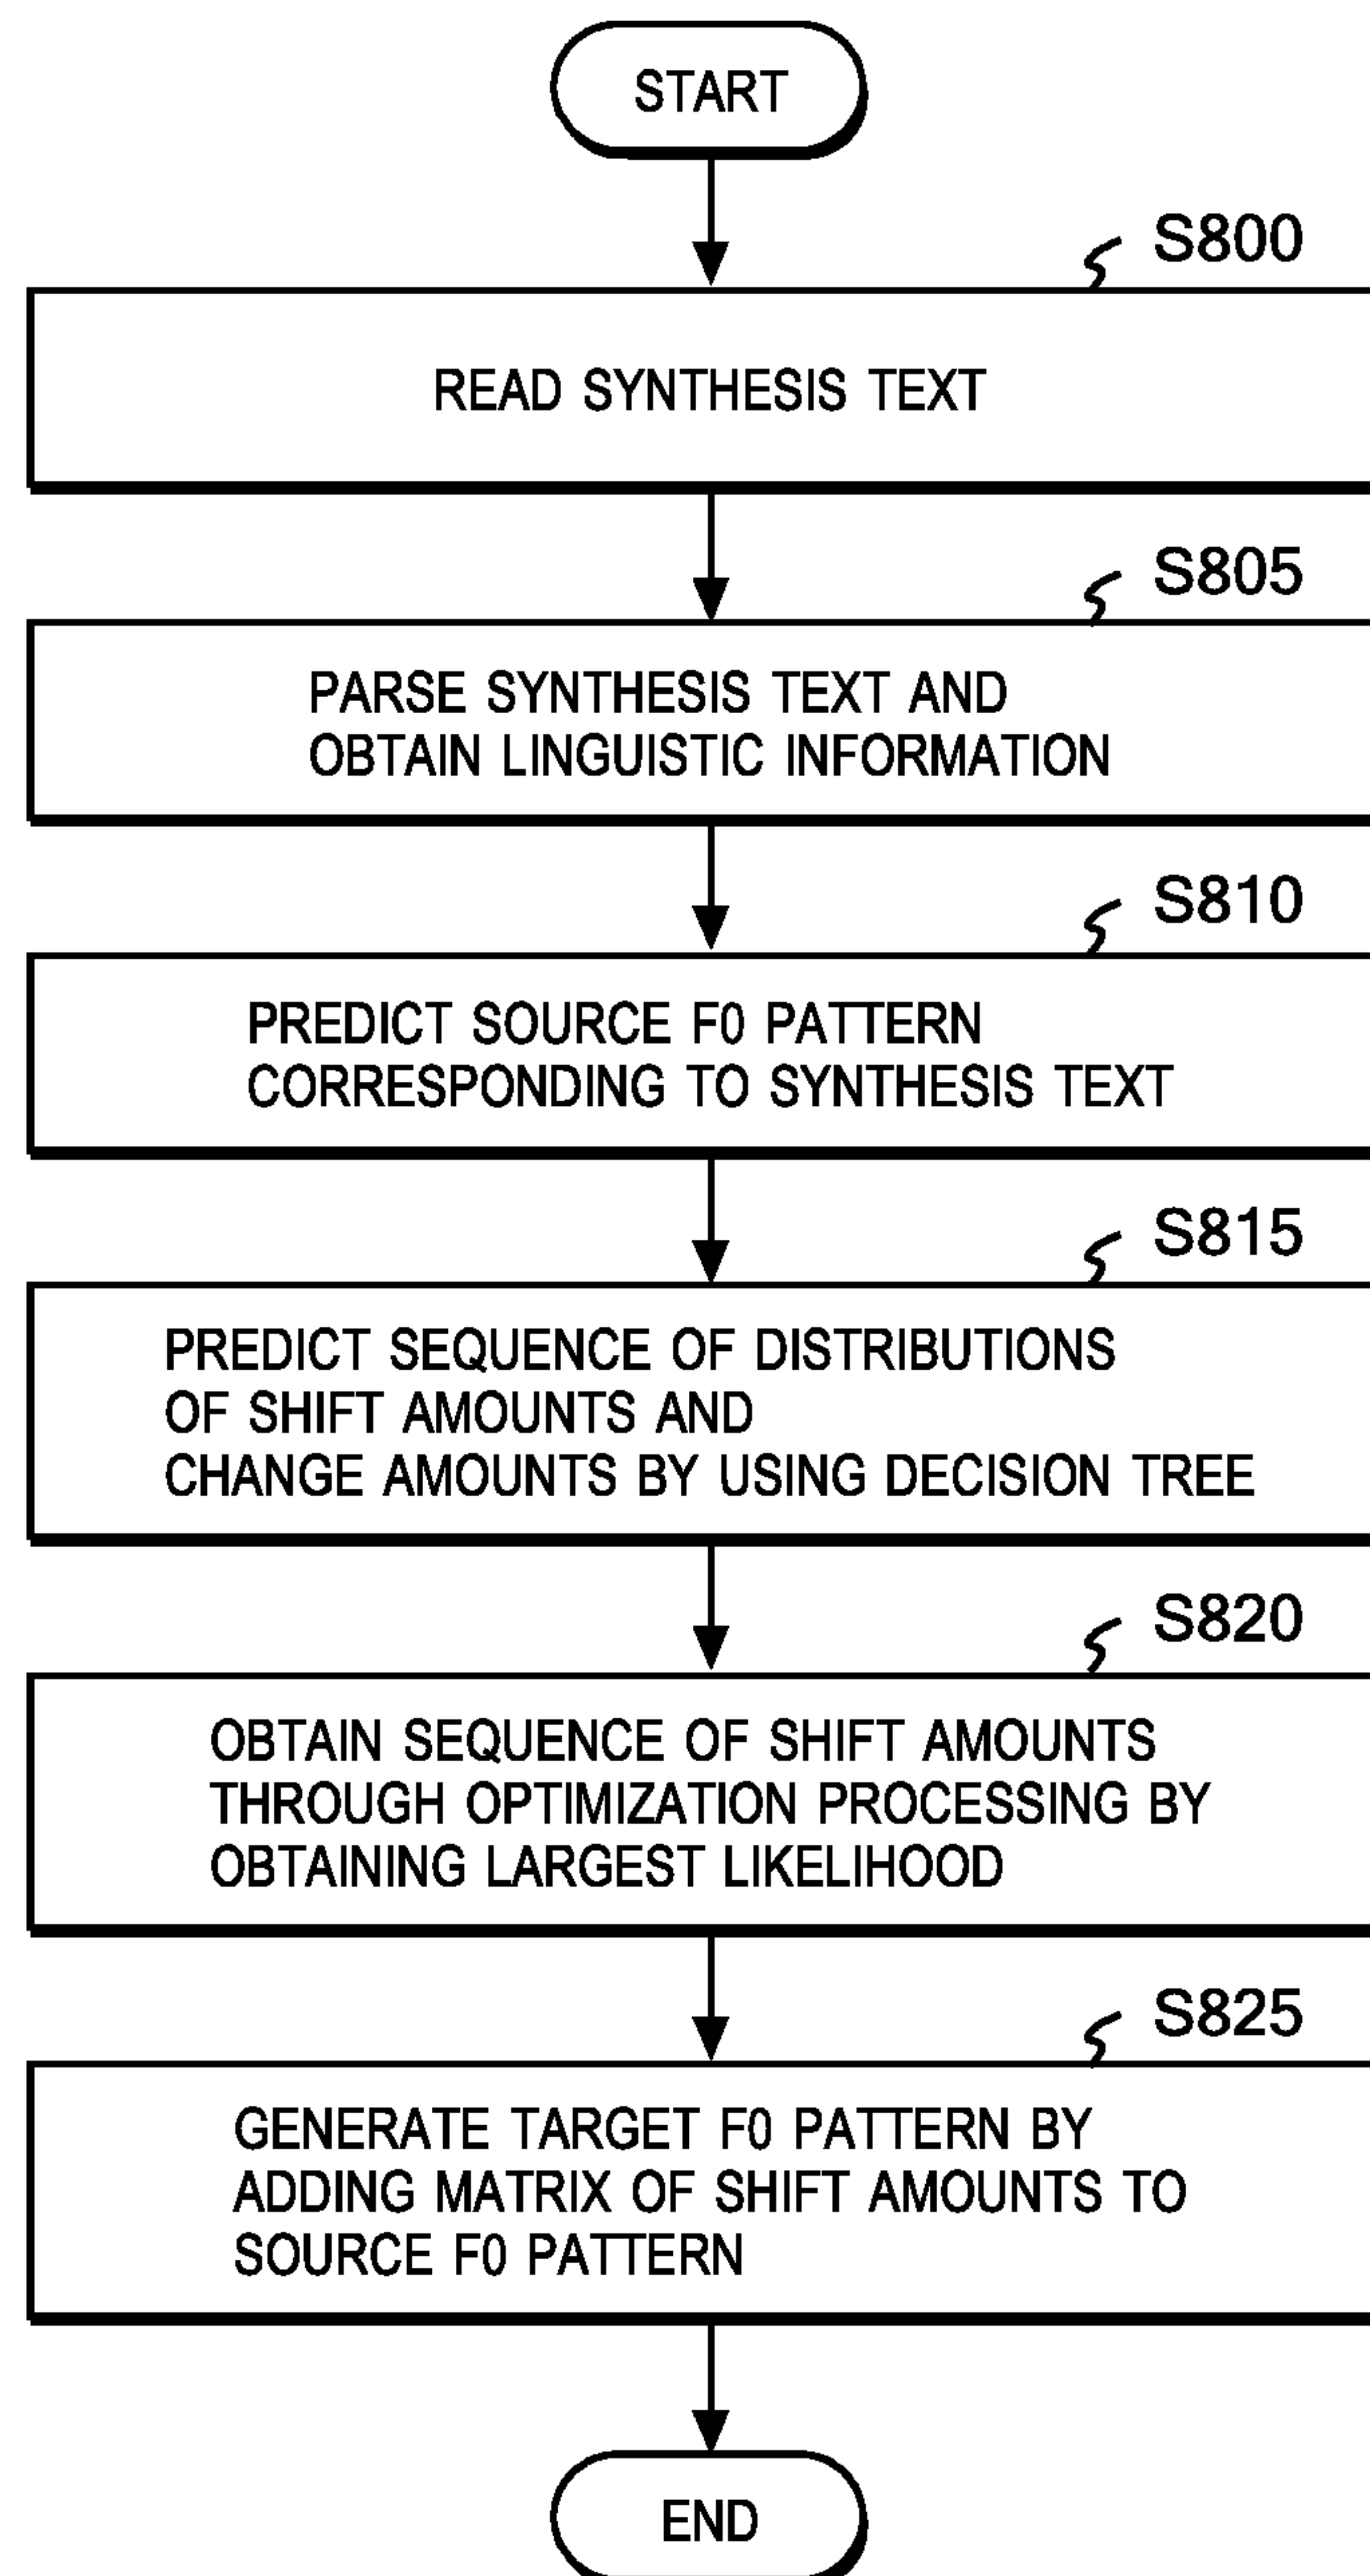 START
S800
READ SYNTHESIS TEXT
S805
PARSE SYNTHESIS TEXT AND
OBTAIN LINGUISTIC INFORMATION
S810
PREDICT SOURCE F0 PATTERN
CORRESPONDING TO SYNTHESIS TEXT
S815
PREDICT SEQUENCE OF DISTRIBUTIONS
OF SHIFT AMOUNTS AND
CHANGE AMOUNTS BY USING DECISION TREE
S820
OBTAIN SEQUENCE OF SHIFT AMOUNTS
THROUGH OPTIMIZATION PROCESSING BY
OBTAINING LARGEST LIKELIHOOD
S825
GENERATE TARGET F0 PATTERN BY
ADDING MATRIX OF SHIFT AMOUNTS TO
SOURCE F0 PATTERN
END